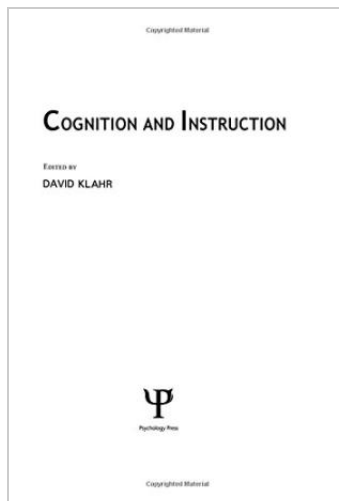 Copyrighted Material
COGNITION AND INSTRUCTION
EDITED BY
DAVID KLAHR
Psychology Press
Copyrighted Material